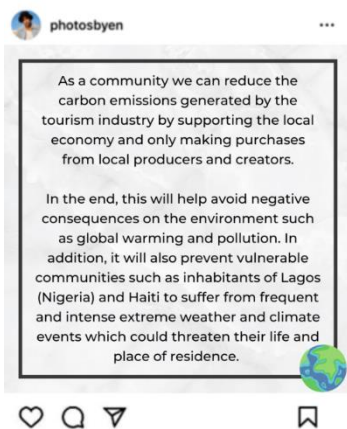 photosbyen
As a community we can reduce the
carbon emissions generated by the
tourism industry by supporting the local
economy and only making purchases
from local producers and creators.
In the end, this will help avoid negative
consequences on the environment such
as global warming and pollution. In
addition, it will also prevent vulnerable
communities such as inhabitants of Lagos
(Nigeria) and Haiti to suffer from frequent
and intense extreme weather and climate
events which could threaten their life and
place of residence.